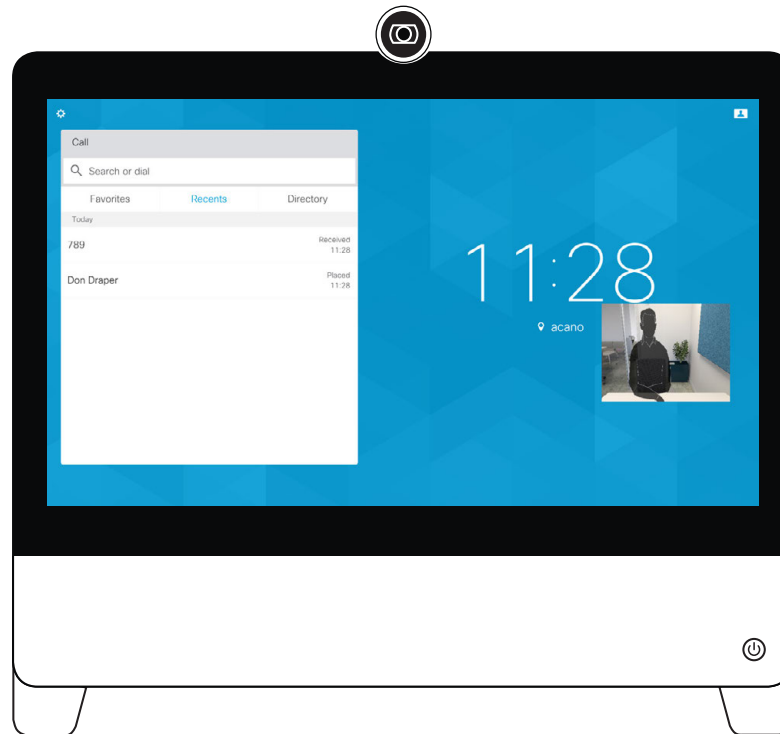 Call
Search or dial
Favorites Recents Directory
Today
789 Received
11:28
Don Draper Placed
11:28
11:28
acano